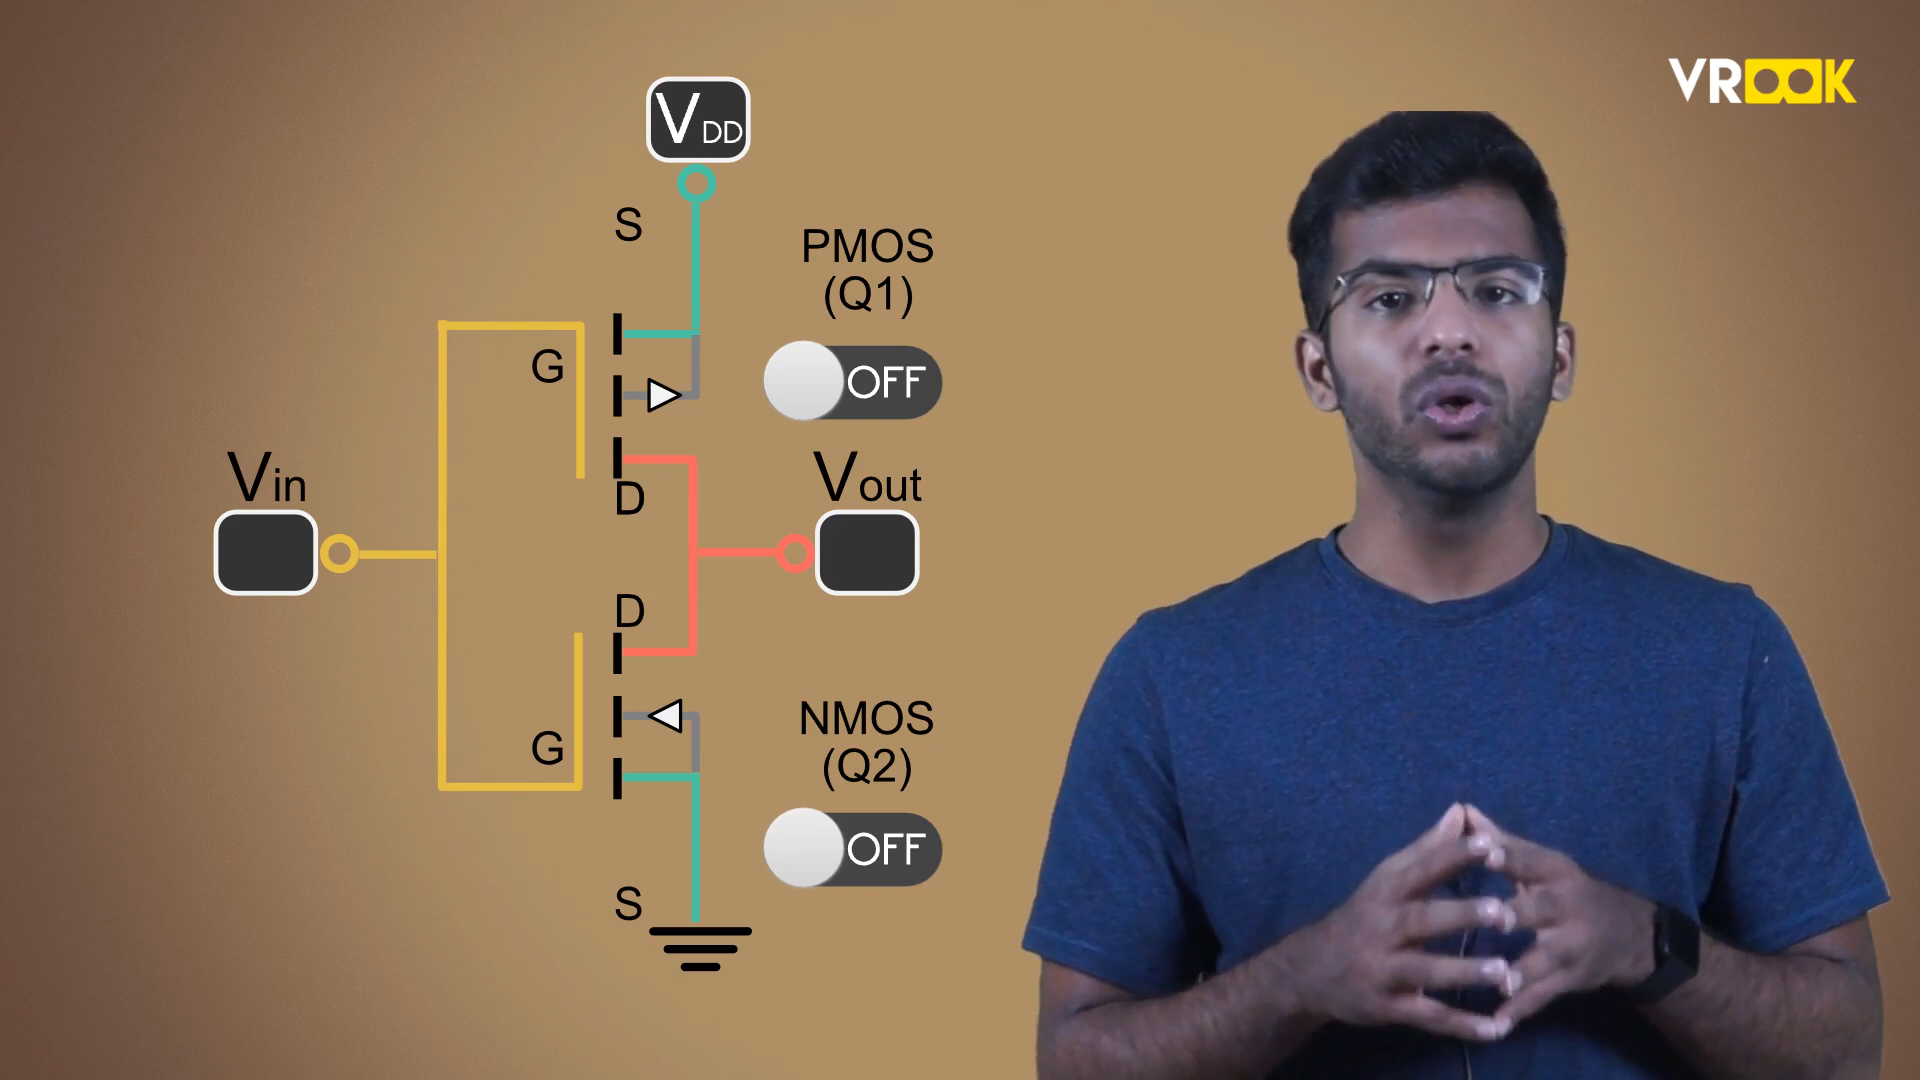 VROOK
VDD
S
PMOS
(Q1)
G
OFF
D
Vin
Vout
D
NMOS
(Q2)
G
OFF
S